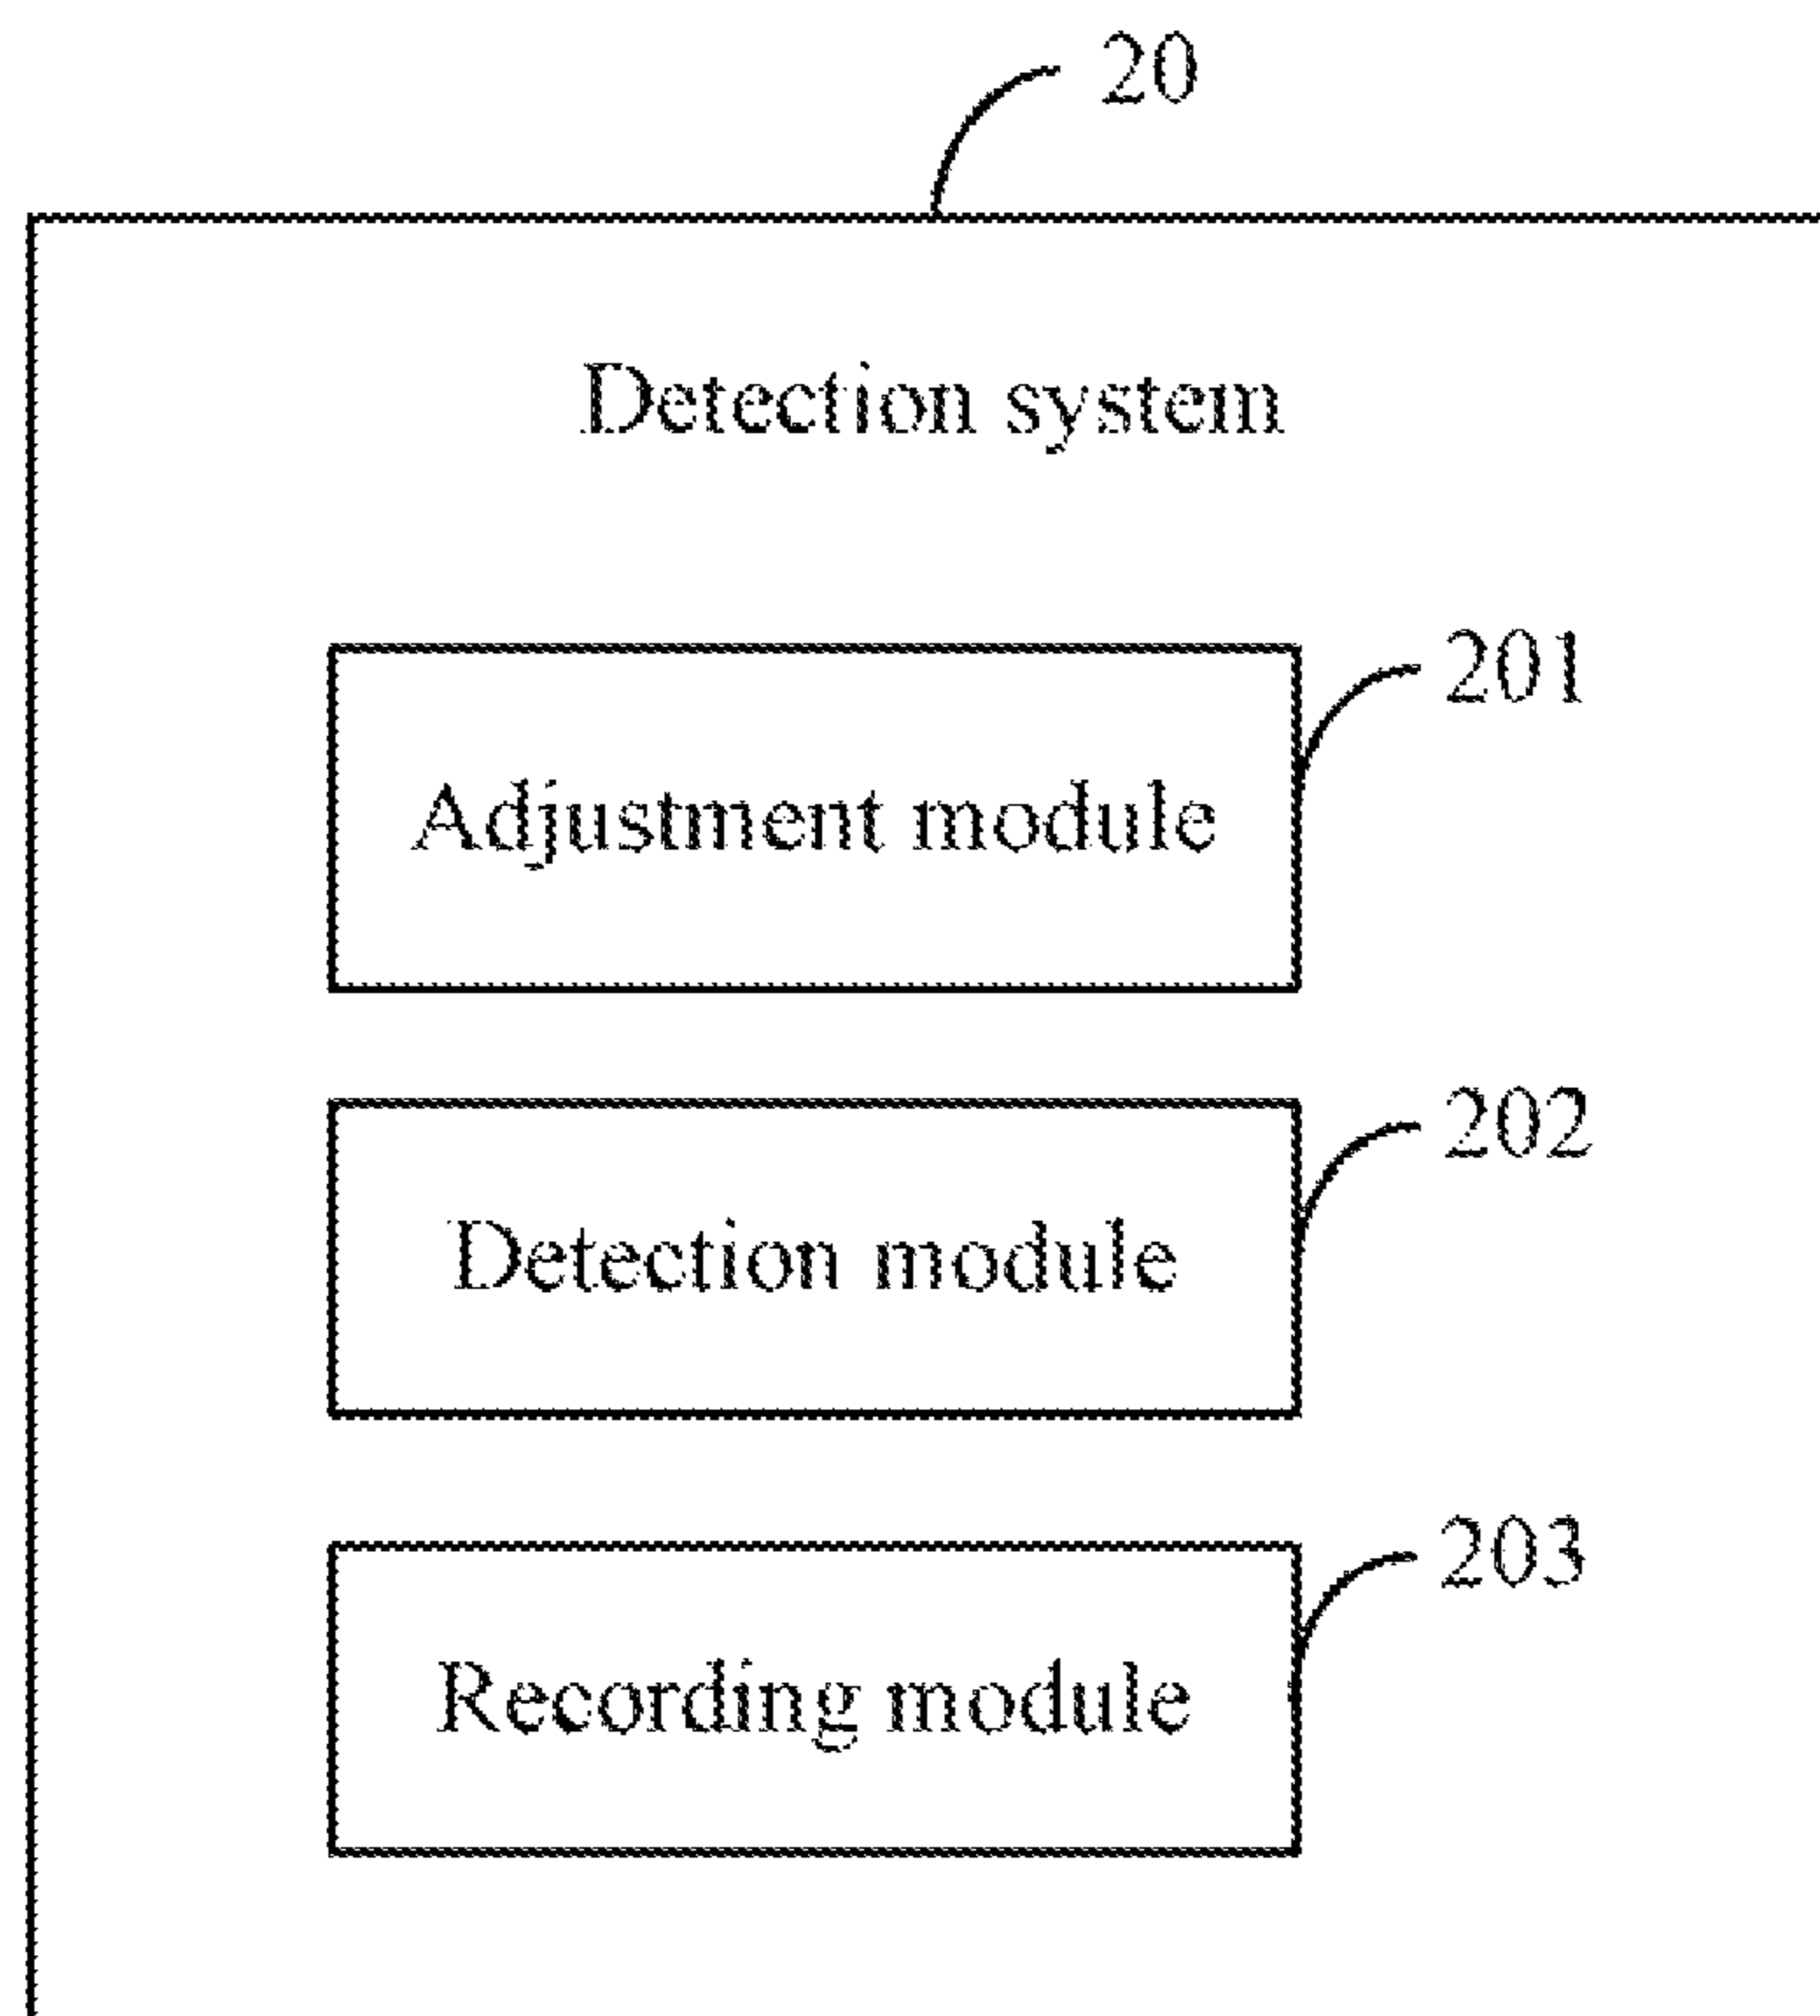 20
Detection system
201
Adjustment module
202
Detection module
203
Recording module